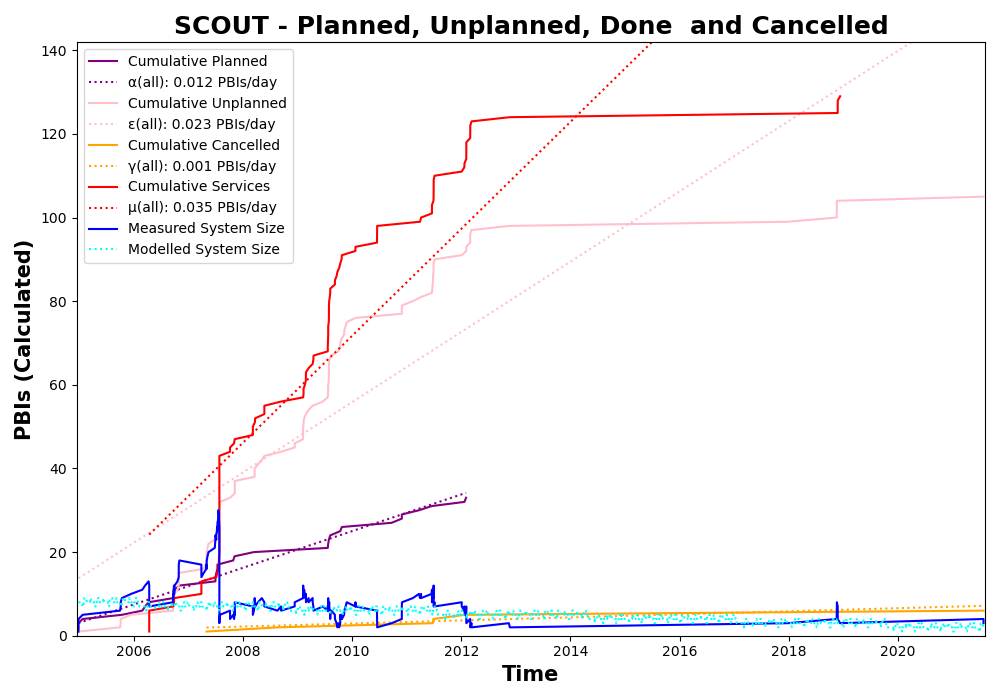 SCOUT - Planned, Unplanned, Done  and Cancelled
PBIs (Calculated)
140
120
100
80
60
40
20
0
Cumulative Planned
α(all): 0.012 PBIs/day
Cumulative Unplanned
ε(all): 0.023 PBIs/day
Cumulative Cancelled
γ(all): 0.001 PBIs/day
Cumulative Services
μ(all): 0.035 PBIs/day
Measured System Size
Modelled System Size
2006 2008 2010 2012 2014 2016 2018 2020
Time